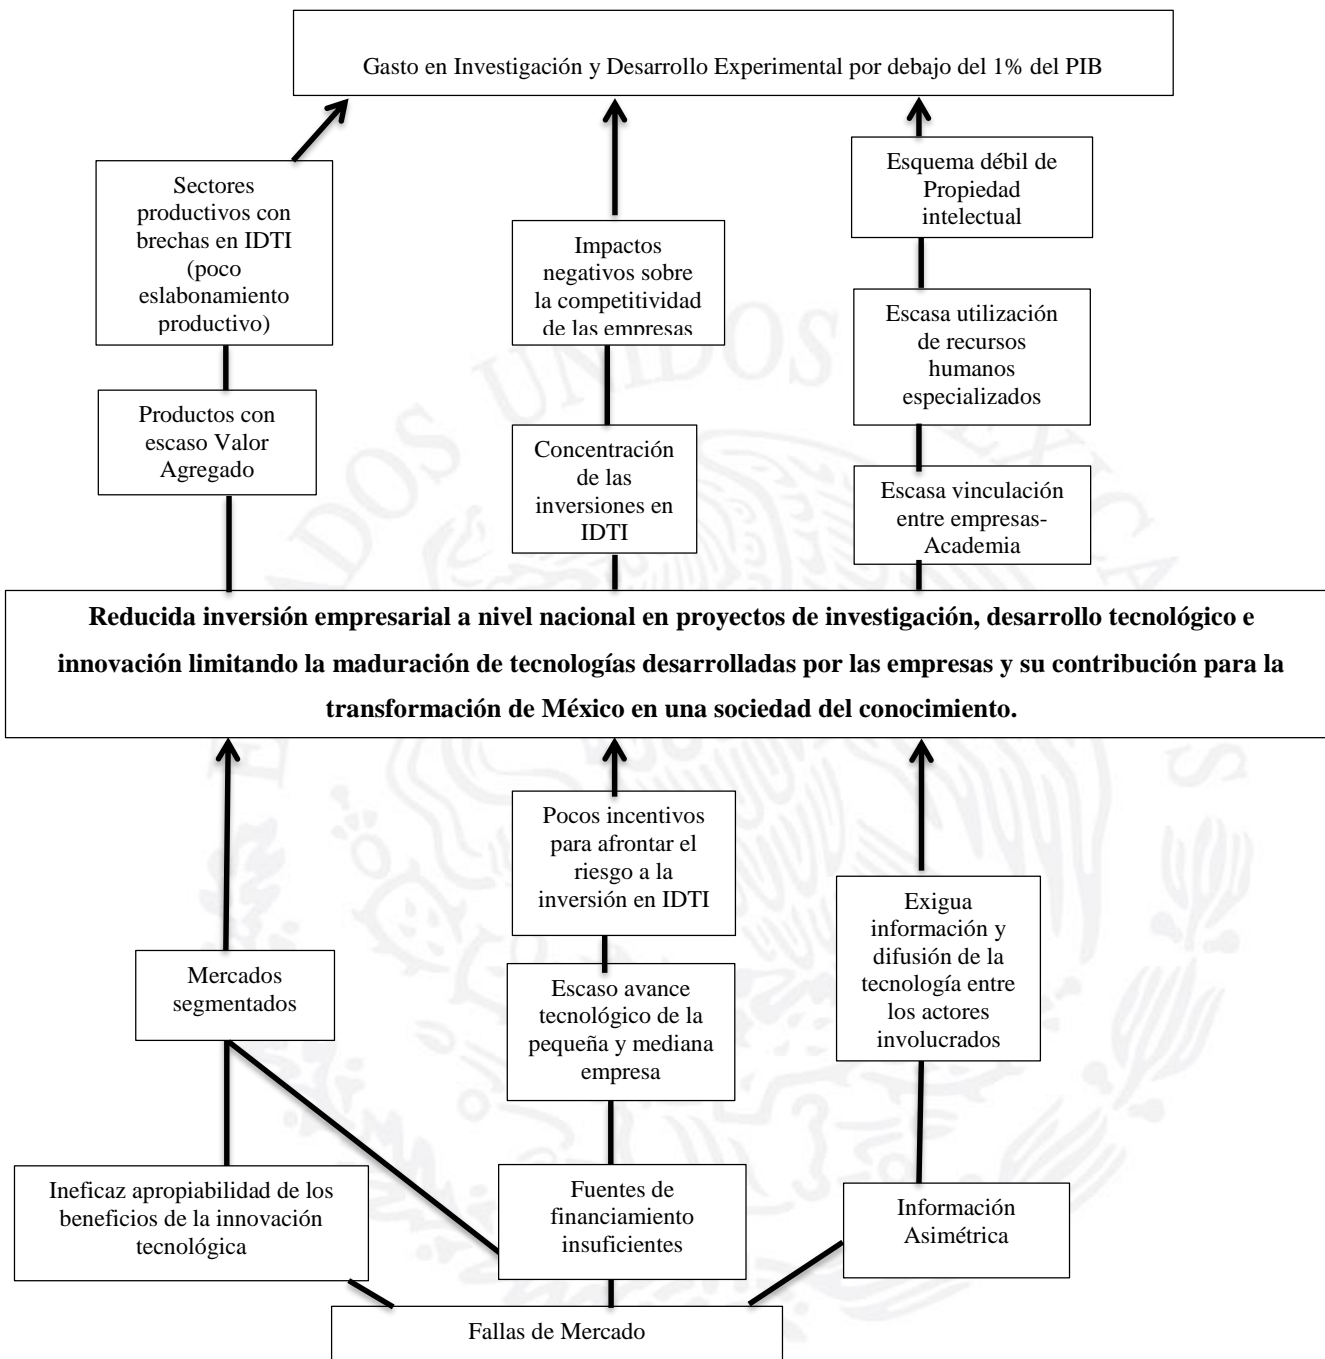 Gasto en Investigación y Desarrollo Experimental por debajo del 1% del PIB
Sectores
productivos con
brechas en IDTI
(poco
eslabonamiento
productivo)
Impactos
negativos sobre
la competitividad
de las empresas
Esquema débil de
Propiedad
intelectual
Escasa utilización
de recursos
humanos
especializados
Productos con
escaso Valor
Agregado
Concentración
de las
inversiones en
IDTI
Escasa vinculación
entre empresas-
Academia
Reducida inversión empresarial a nivel nacional en proyectos de investigación, desarrollo tecnológico e
innovación limitando la maduración de tecnologías desarrolladas por las empresas y su contribución para la
transformación de México en una sociedad del conocimiento.
Pocos incentivos
para afrontar el
riesgo a la
inversión en IDTI
Exigua
información y
difusión de la
tecnología entre
los actores
involucrados
Mercados
segmentados
Escaso avance
tecnológico de la
pequeña y mediana
empresa
Ineficaz apropiabilidad de los
beneficios de la innovación
tecnológica
Fuentes de
financiamiento
insuficientes
Información
Asimétrica
Fallas de Mercado